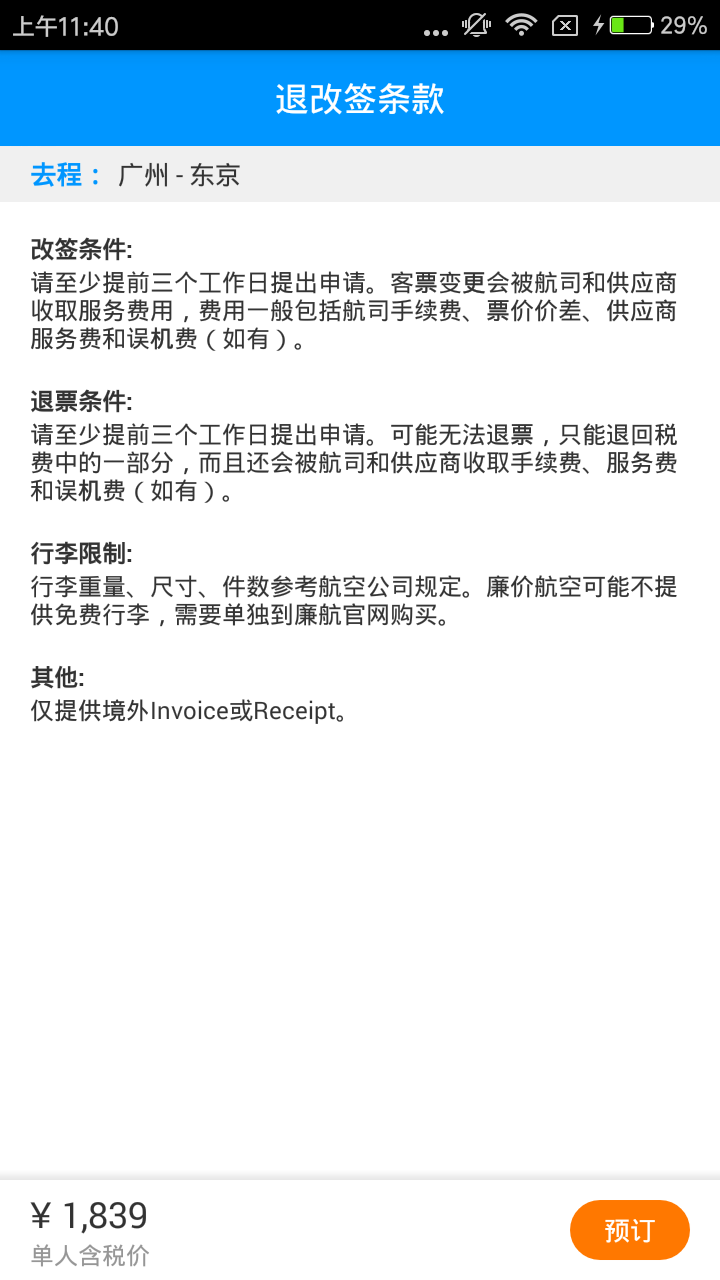 上午11:40
29%
退改签条款
去程： 广州 - 东京
改签条件:
请至少提前三个工作日提出申请。客票变更会被航司和供应商
收取服务费用，费用一般包括航司手续费、票价价差、供应商
服务费和误机费（如有）。
退票条件:
请至少提前三个工作日提出申请。可能无法退票，只能退回税
费中的一部分，而且还会被航司和供应商收取手续费、服务费
和误机费（如有）。
行李限制:
行李重量、尺寸、件数参考航空公司规定。廉价航空可能不提
供免费行李，需要单独到廉航官网购买。
其他:
仅提供境外Invoice或Receipt。
¥ 1,839
预订
单人含税价